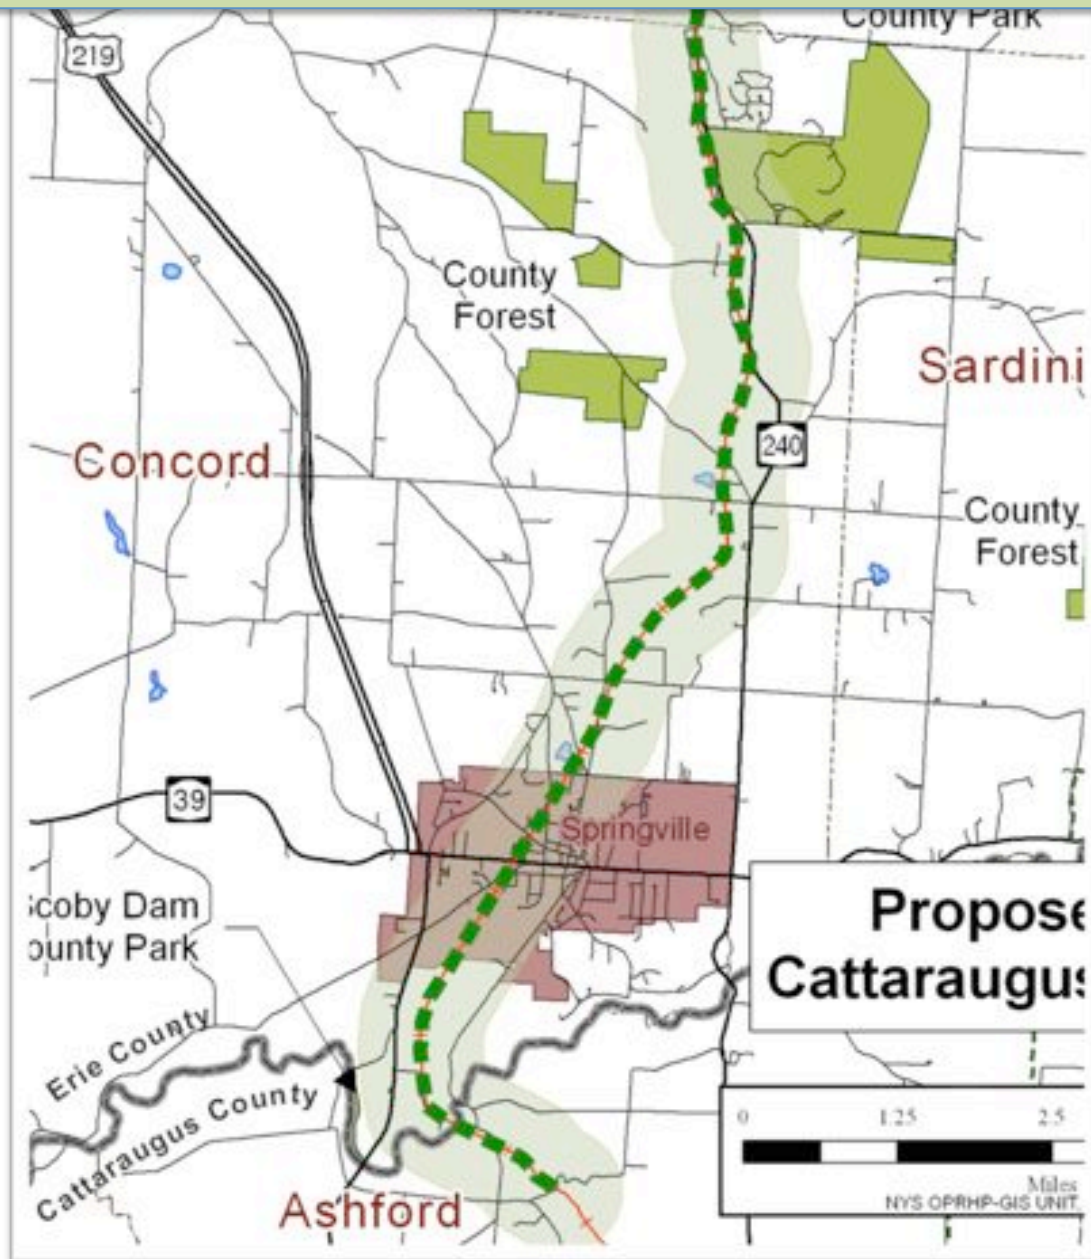 County Park
219
County
Forest
Sardini
Concord
240
County
Forest
39
Springville
Scoby Dam
ounty Park
Propose
Cattaraugus
Erie County
Cattaraugus County
0 1.25 2.5
Miles
NYS OPRHP-GIS UNIT
Ashford